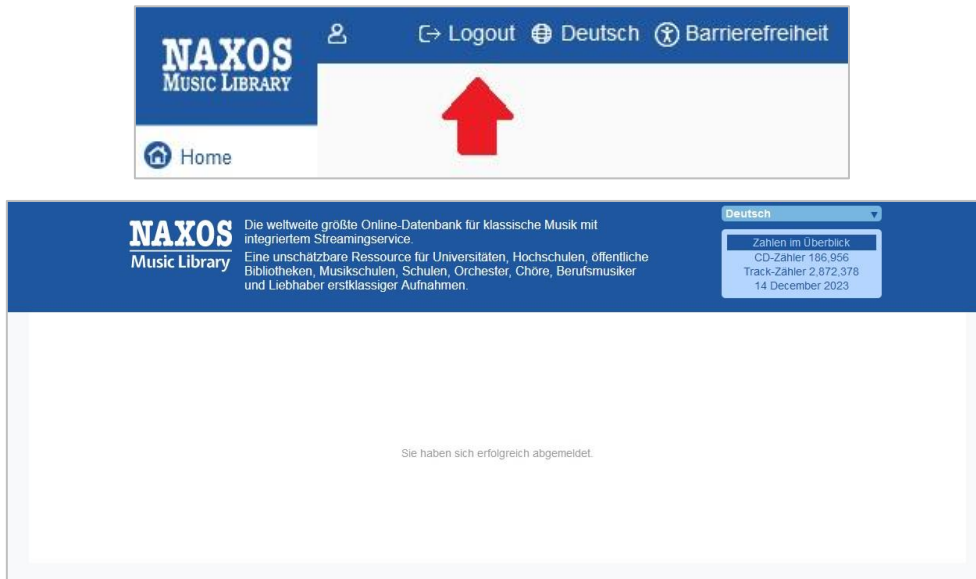 NAXOS
MUSIC LIBRARY
Logout Deutsch Barrierefreiheit
Home
NAXOS
Music Library
Die weltweite größte Online-Datenbank für klassische Musik mit
integriertem Streamingservice.
Eine unschätzbare Ressource für Universitäten, Hochschulen, öffentliche
Bibliotheken, Musikschulen, Schulen, Orchester, Chöre, Berufsmusiker
und Liebhaber erstklassiger Aufnahmen.
Deutsch
Zahlen im Überblick
CD-Zähler 186,956
Track-Zähler 2,872,378
14 December 2023
Sie haben sich erfolgreich abgemeldet.